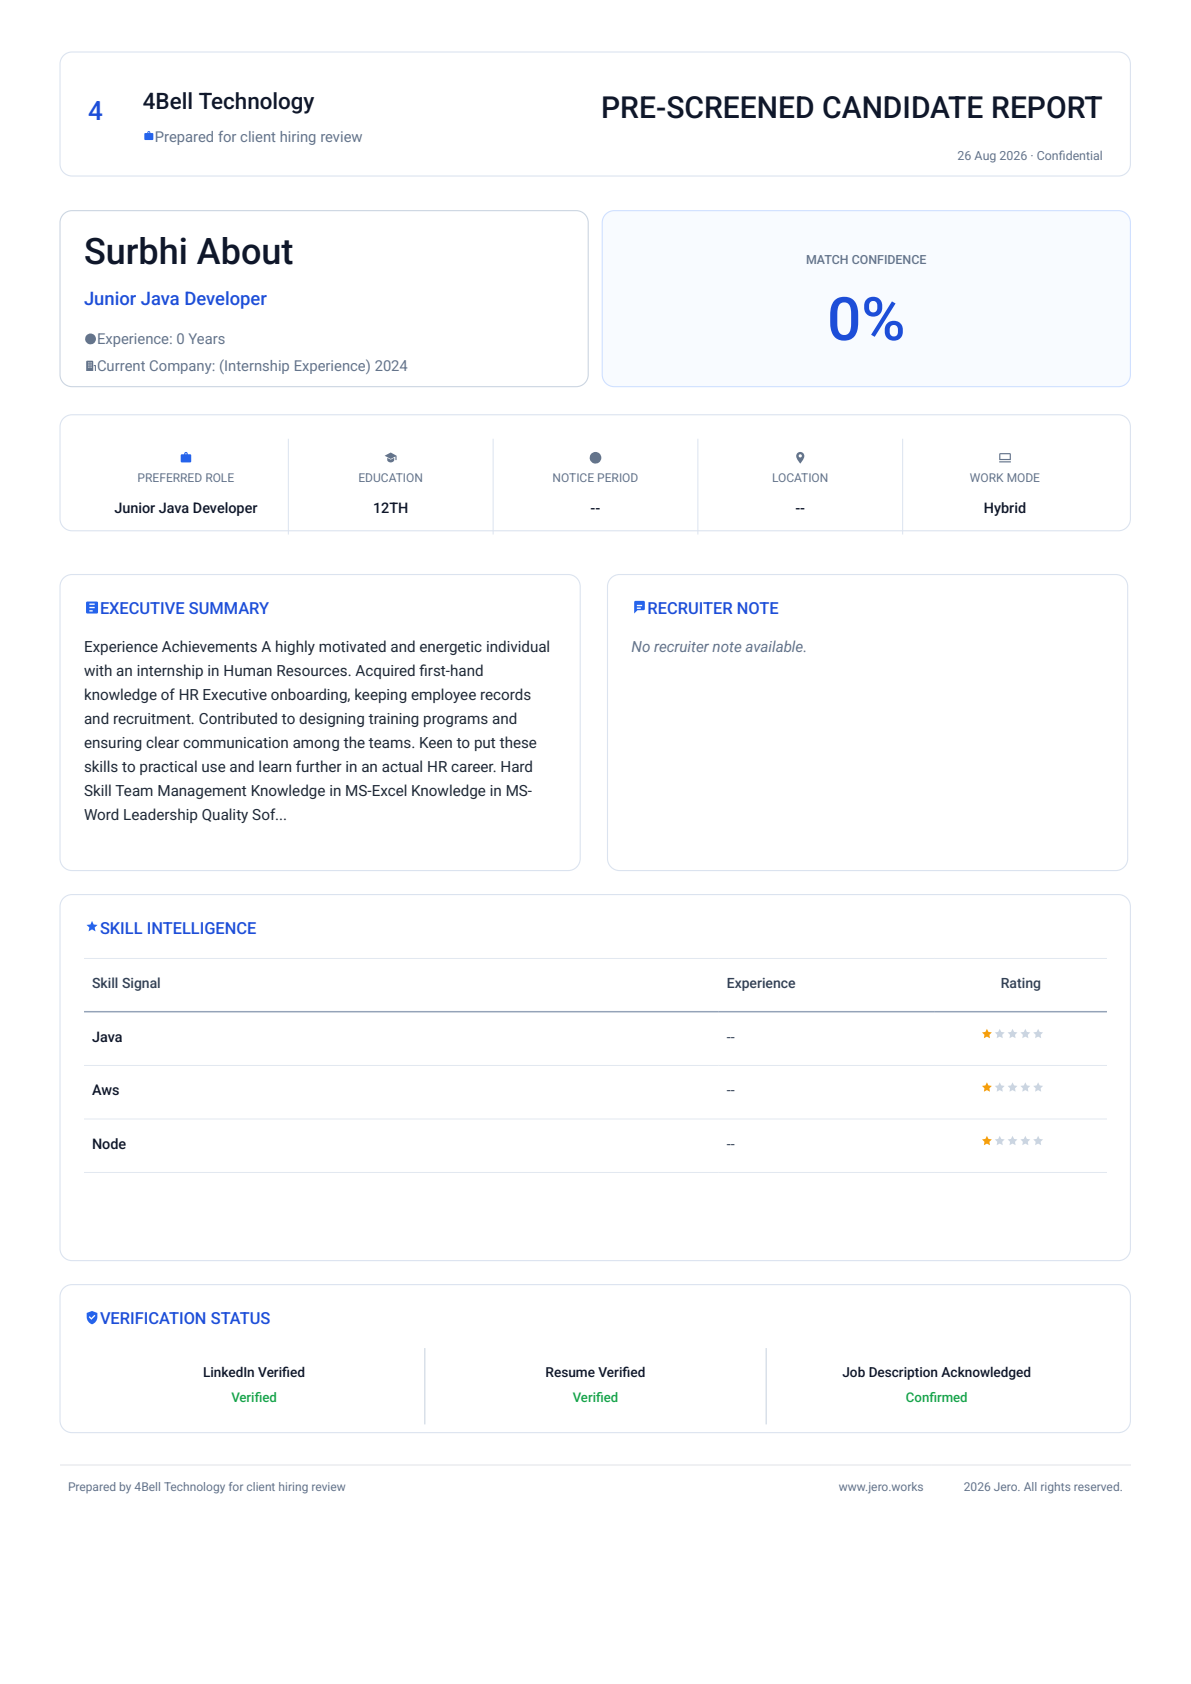 4
4Bell Technology
Prepared for client hiring review
PRE-SCREENED CANDIDATE REPORT
26 Aug 2026 · Confidential
Surbhi About
Junior Java Developer
Experience: 0 Years
Current Company: (Internship Experience) 2024
MATCH CONFIDENCE
0%
PREFERRED ROLE
Junior Java Developer
EDUCATION
12TH
NOTICE PERIOD
--
LOCATION
--
WORK MODE
Hybrid
EXECUTIVE SUMMARY
Experience Achievements A highly motivated and energetic individual
with an internship in Human Resources. Acquired first-hand
knowledge of HR Executive onboarding, keeping employee records
and recruitment. Contributed to designing training programs and
ensuring clear communication among the teams. Keen to put these
skills to practical use and learn further in an actual HR career. Hard
Skill Team Management Knowledge in MS-Excel Knowledge in MS-
Word Leadership Quality Sof...
RECRUITER NOTE
No recruiter note available.
SKILL INTELLIGENCE
Skill Signal Experience Rating
Java --
Aws --
Node --
VERIFICATION STATUS
LinkedIn Verified
Verified
Resume Verified
Verified
Job Description Acknowledged
Confirmed
Prepared by 4Bell Technology for client hiring review
www.jero.works
2026 Jero. All rights reserved.